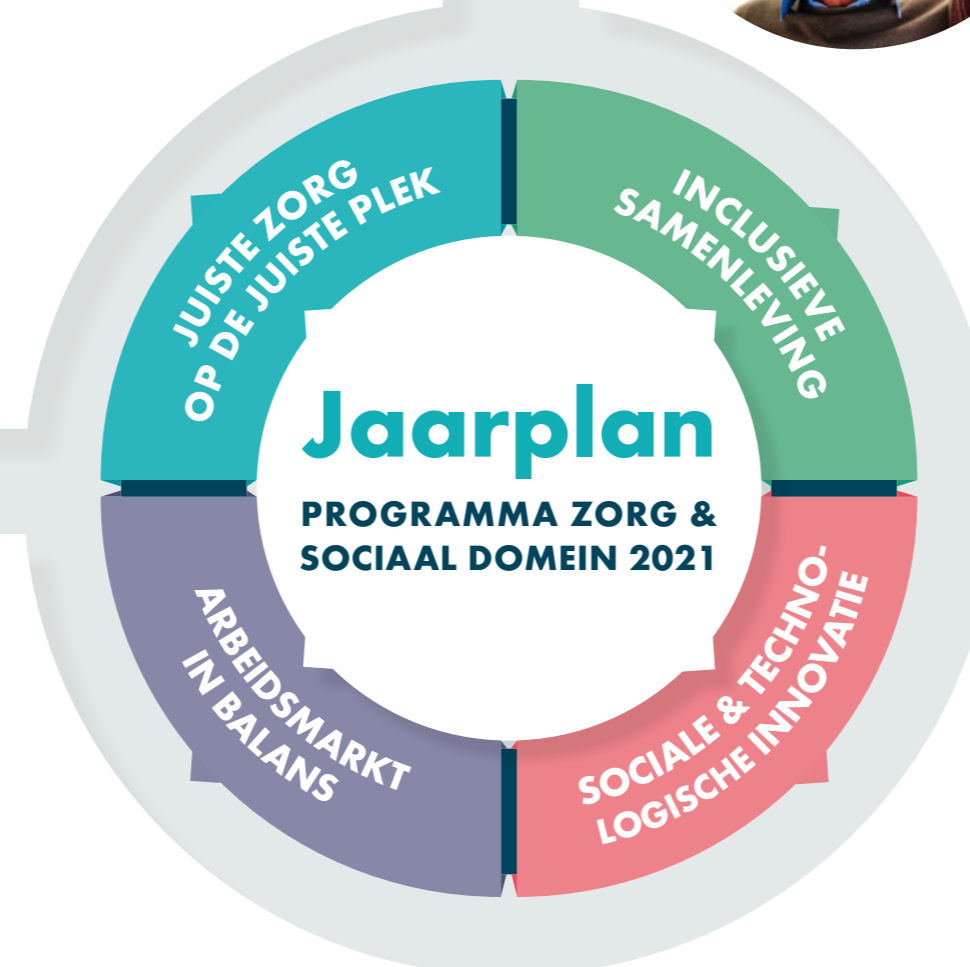 JUISTE ZORG
OP DE JUISTE PLEK
INCLUSIEVE
SAMENLEVING
Jaarplan
PROGRAMMA ZORG &
SOCIAAL DOMEIN 2021
ARBEIDSMARKT
IN BALANS
SOCIALE & TECHNO-
LOGISCHE INNOVATIE